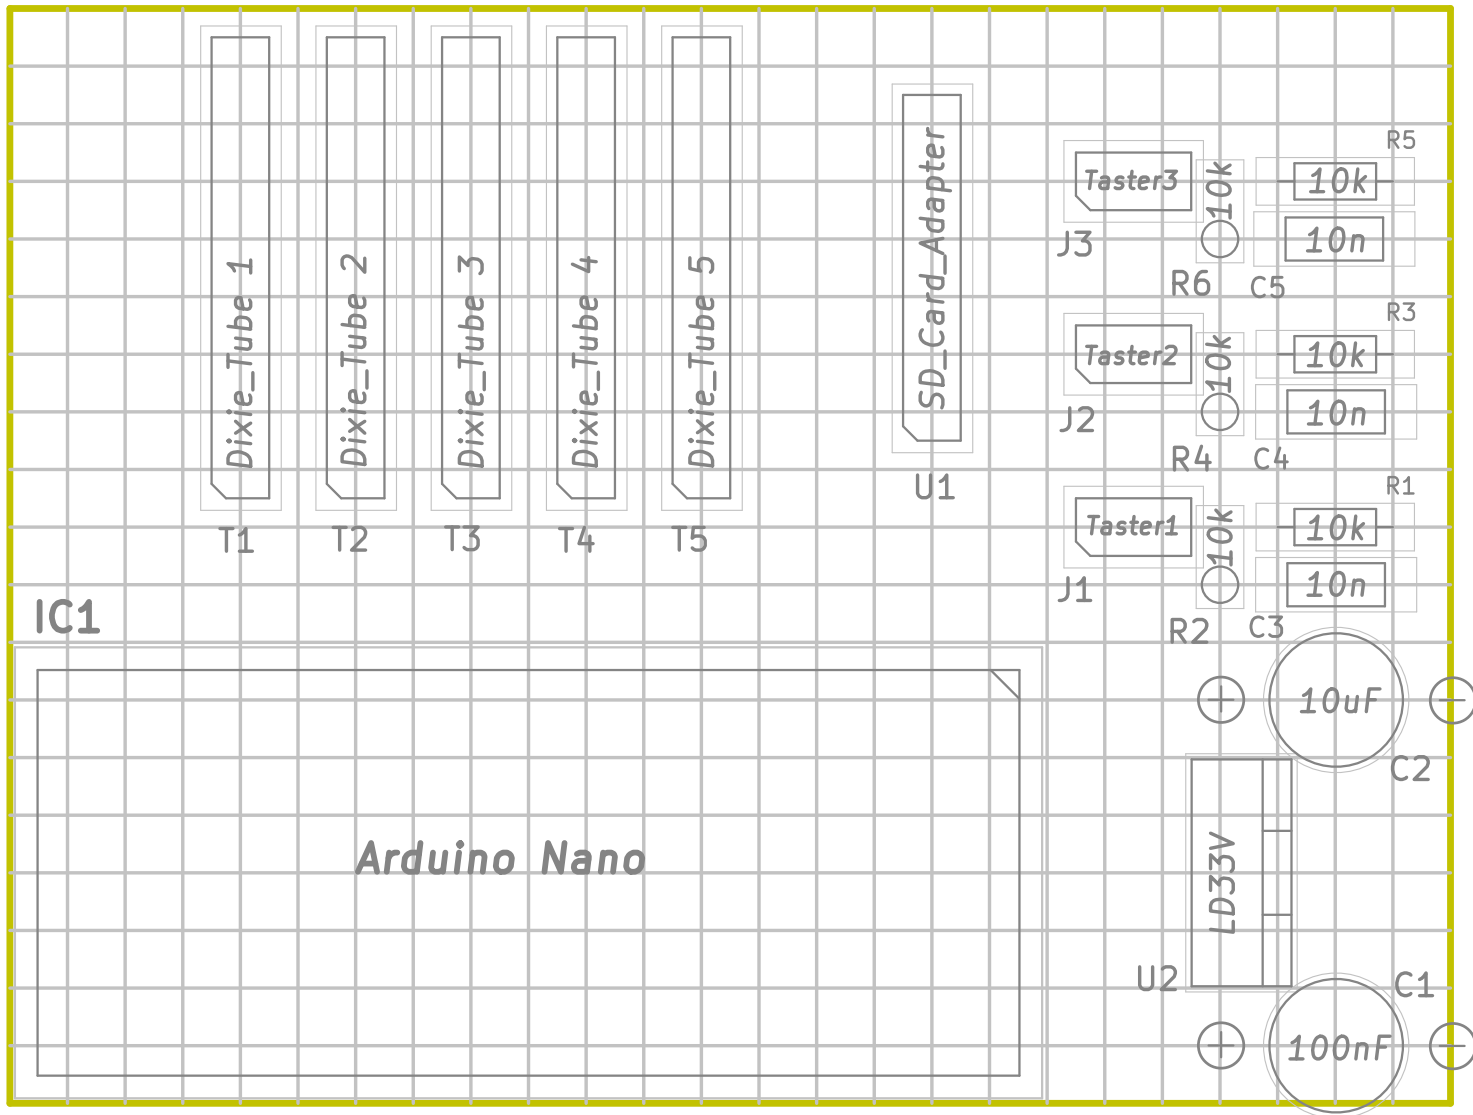 Dixie_Tube 1
T1
Dixie_Tube 2
T2
Dixie_Tube 3
T3
Dixie_Tube 4
T4
Dixie_Tube 5
T5
SD_Card_Adapter
U1
Taster3
J3
10k
R6
R5
10k
10n
C5
Taster2
J2
10k
R4
R3
10k
10n
C4
Taster1
J1
10k
R2
R1
10k
10n
C3
IC1
Arduino Nano
+
10uF
−
C2
LD33V
U2
C1
+
100nF
−